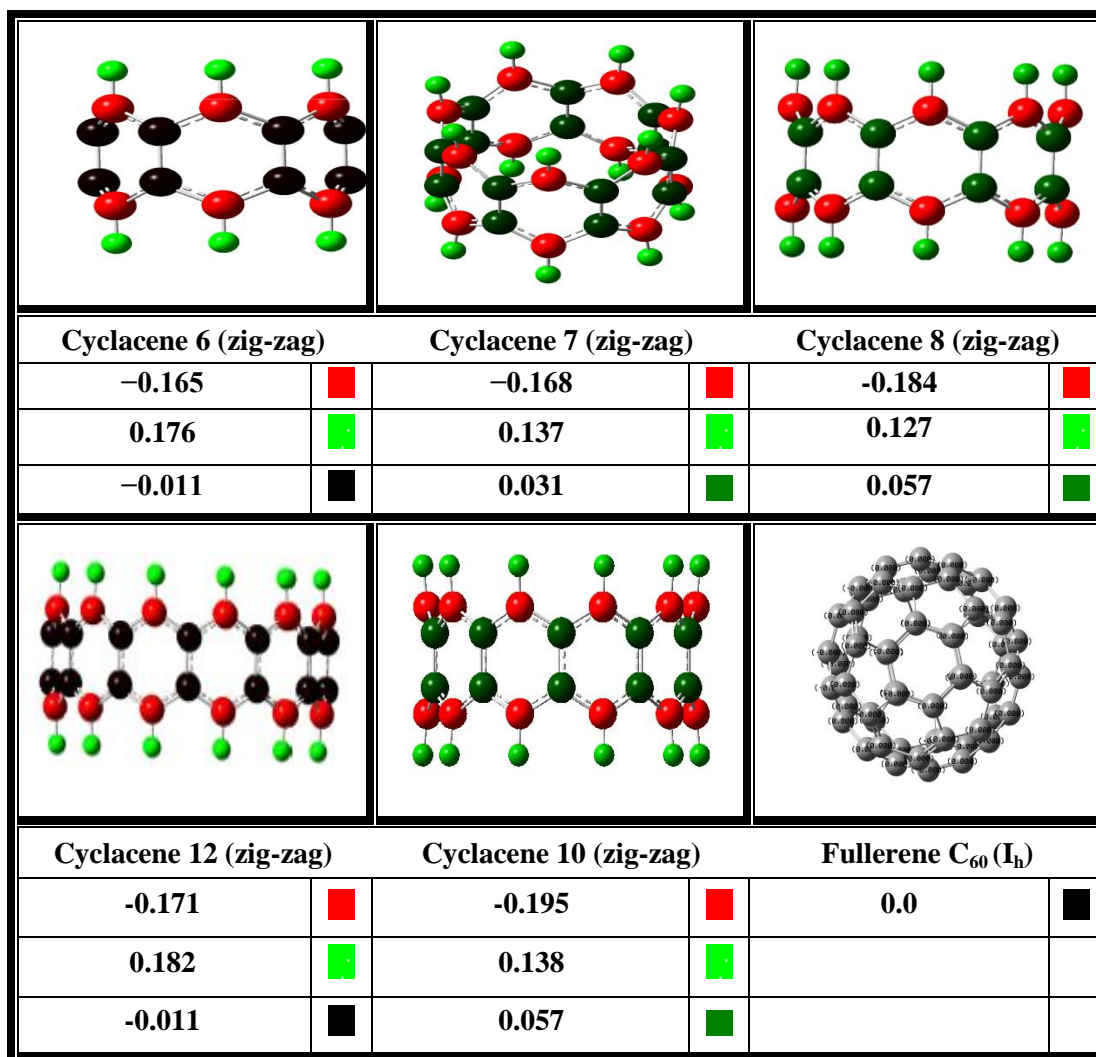 Cyclacene 6 (zig-zag) Cyclacene 7 (zig-zag) Cyclacene 8 (zig-zag)
−0.165 −0.168 -0.184
0.176 0.137 0.127
−0.011 0.031 0.057
Cyclacene 12 (zig-zag) Cyclacene 10 (zig-zag) Fullerene C₆₀ (Iₕ)
-0.171 -0.195 0.0
0.182 0.138
-0.011 0.057